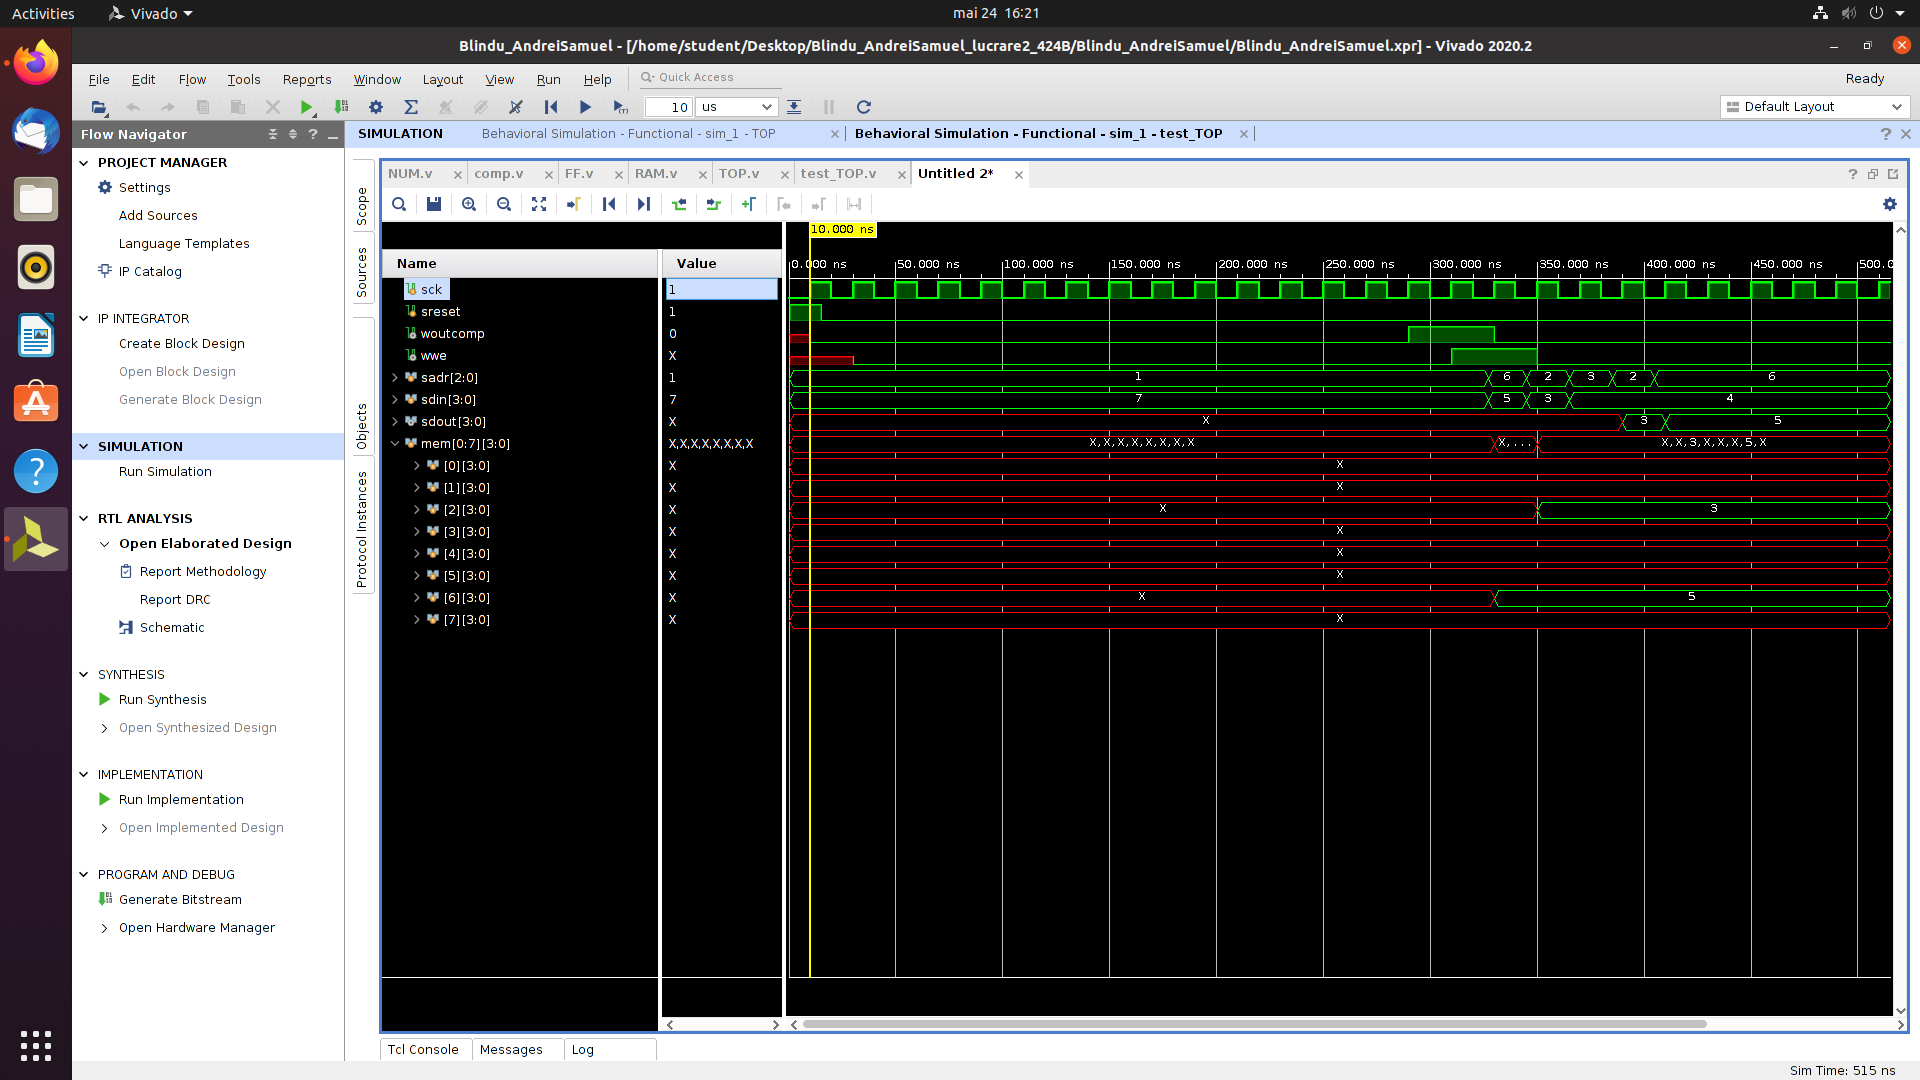 Activities
Vivado
mai 24 16:21
Blindu_AndreiSamuel - [/home/student/Desktop/Blindu_AndreiSamuel_lucrare2_424B/Blindu_AndreiSamuel/Blindu_AndreiSamuel.xpr] - Vivado 2020.2
File Edit Flow Tools Reports Window Layout View Run Help Quick Access Ready
10 us Default Layout
Flow Navigator
SIMULATION Behavioral Simulation - Functional - sim_1 - TOP Behavioral Simulation - Functional - sim_1 - test_TOP
PROJECT MANAGER
Settings
Add Sources
Language Templates
IP Catalog
IP INTEGRATOR
Create Block Design
Open Block Design
Generate Block Design
SIMULATION
Run Simulation
RTL ANALYSIS
Open Elaborated Design
Report Methodology
Report DRC
Schematic
SYNTHESIS
Run Synthesis
Open Synthesized Design
IMPLEMENTATION
Run Implementation
Open Implemented Design
PROGRAM AND DEBUG
Generate Bitstream
Open Hardware Manager
Scope
Sources
Objects
Protocol Instances
NUM.v comp.v FF.v RAM.v TOP.v test_TOP.v Untitled 2*
10.000 ns
Name Value
0.000 ns 50.000 ns 100.000 ns 150.000 ns 200.000 ns 250.000 ns 300.000 ns 350.000 ns 400.000 ns 450.000 ns 500.0
sck 1
sreset 1
woutcomp 0
wwe X
sadr[2:0] 1 1 6 2 3 2 6
sdin[3:0] 7 7 5 3 4
sdout[3:0] X X 3 5
mem[0:7][3:0] X,X,X,X,X,X,X,X X,X,X,X,X,X,X,X X,... X,X,3,X,X,X,5,X
[0][3:0] X X
[1][3:0] X X
[2][3:0] X X 3
[3][3:0] X X
[4][3:0] X X
[5][3:0] X X
[6][3:0] X X 5
[7][3:0] X X
Tcl Console Messages Log
Sim Time: 515 ns